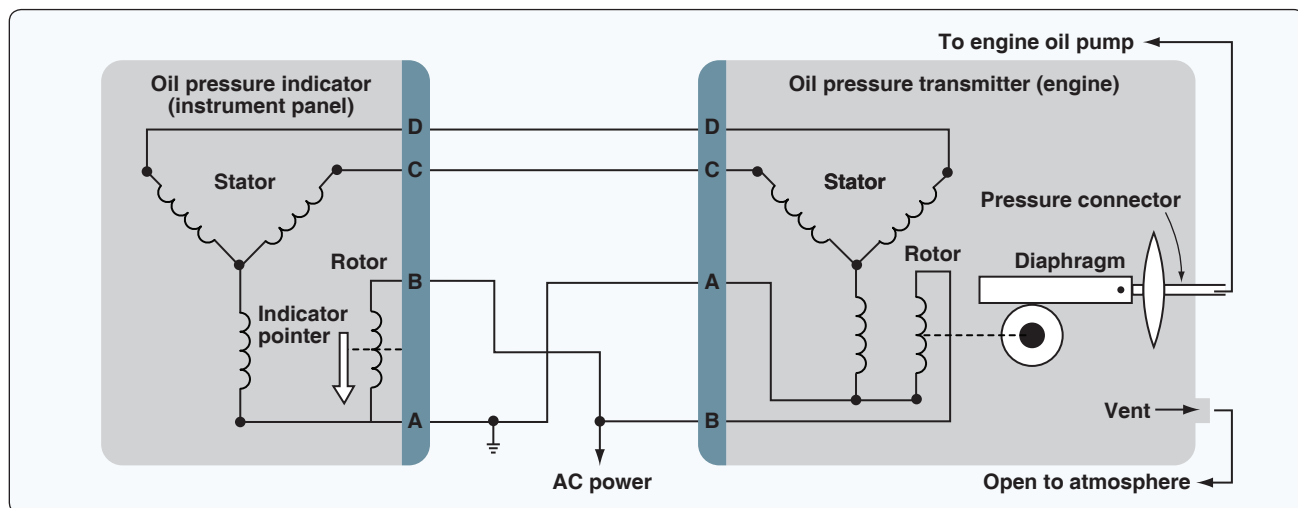 To engine oil pump
Oil pressure indicator
(instrument panel)
Oil pressure transmitter (engine)
D
D
C
C
Stator
Stator
Pressure connector
Rotor
Rotor
Diaphragm
B
A
Indicator
pointer
A
B
Vent
AC power
Open to atmosphere